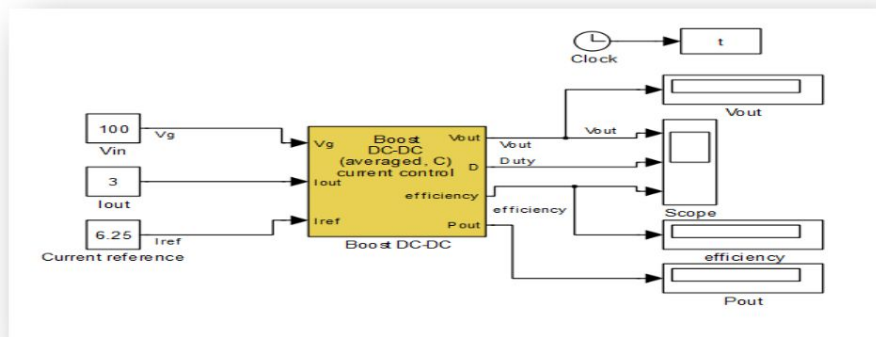 t
Clock
Vout
100
Vg
Vin
3
Iout
6.25
Iref
Current reference
Boost
DC-DC
(averaged, C)
current control
Vg
Iout
Iref
Vout
D
efficiency
Pout
Boost DC-DC
Vout
Vout
Duty
efficiency
Scope
efficiency
Pout